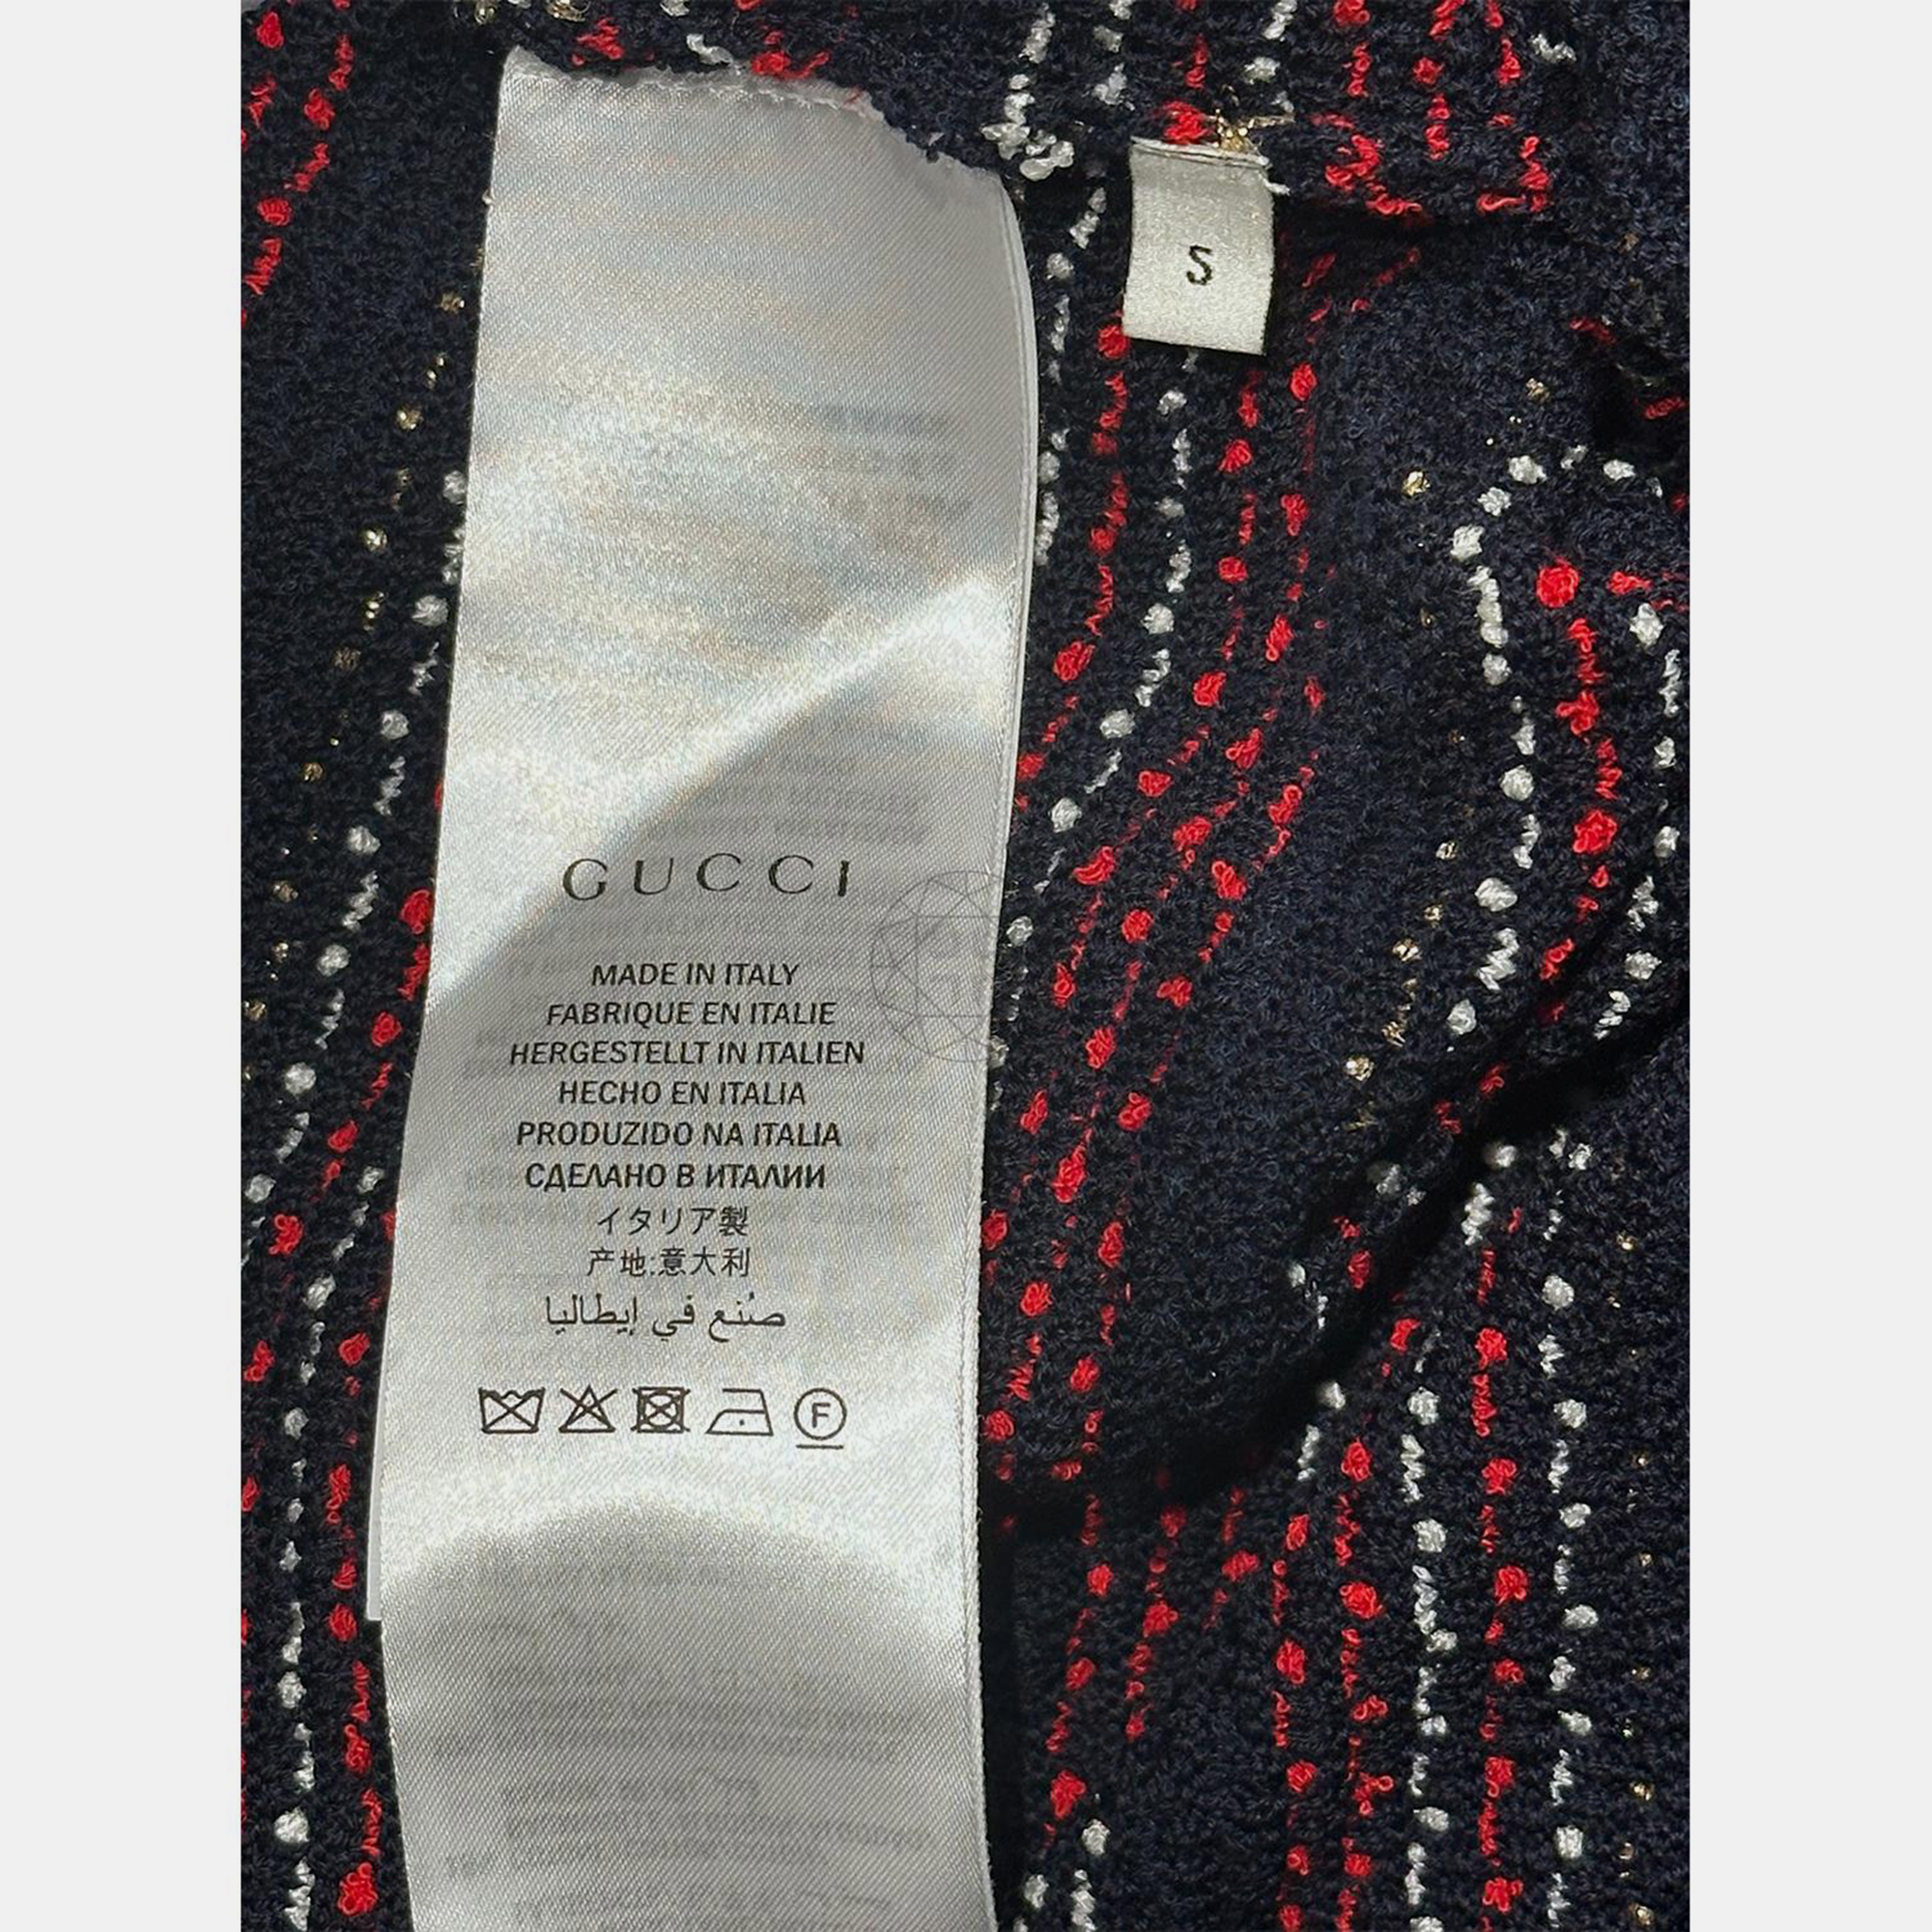 S
GUCCI
MADE IN ITALY
FABRIQUE EN ITALIE
HERGESTELLT IN ITALIEN
HECHO EN ITALIA
PRODUZIDO NA ITALIA
СДЕЛАНО В ИТАЛИИ
イタリア製
产地:意大利
صُنع في إيطاليا
F